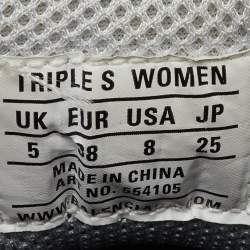 TRIPLE S WOMEN
UK EUR USA JP
5 38 8 25
MADE IN CHINA
ART NO. 554105